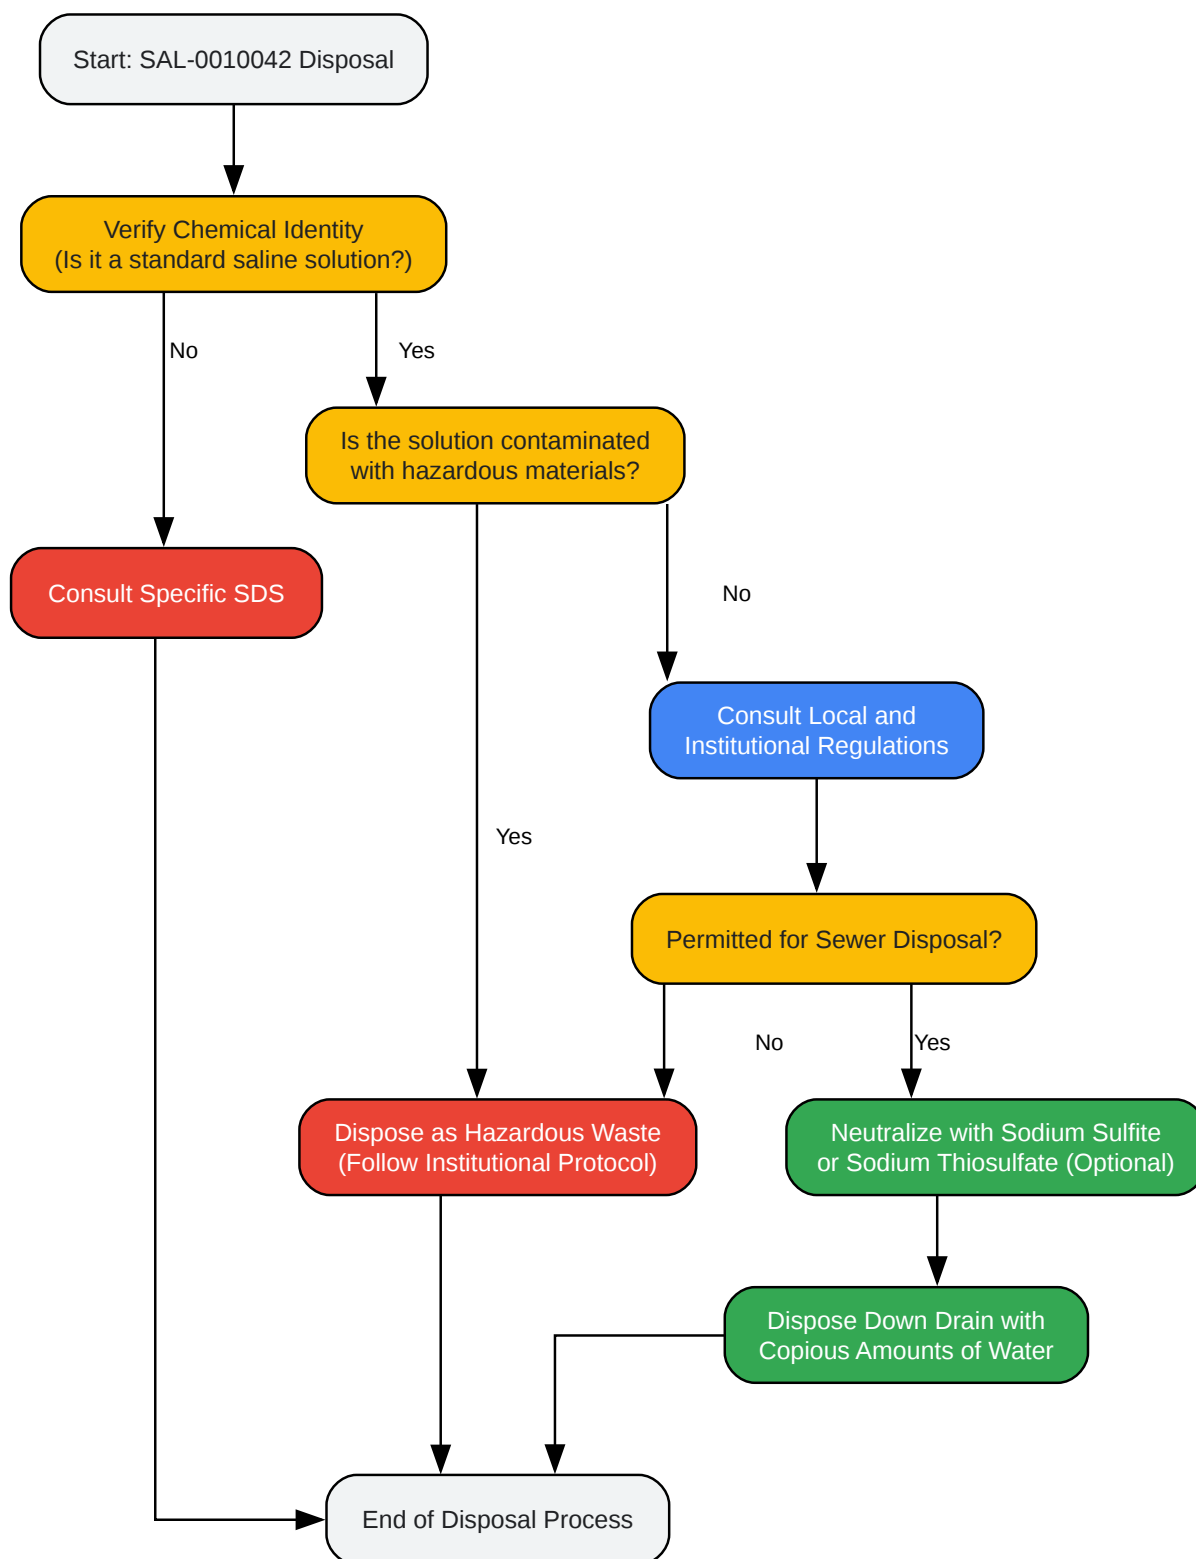 Start: SAL-0010042 Disposal
Verify Chemical Identity
(Is it a standard saline solution?)
No
Yes
Is the solution contaminated
with hazardous materials?
Consult Specific SDS
No
Consult Local and
Institutional Regulations
Yes
Permitted for Sewer Disposal?
No
Yes
Dispose as Hazardous Waste
(Follow Institutional Protocol)
Neutralize with Sodium Sulfite
or Sodium Thiosulfate (Optional)
Dispose Down Drain with
Copious Amounts of Water
End of Disposal Process